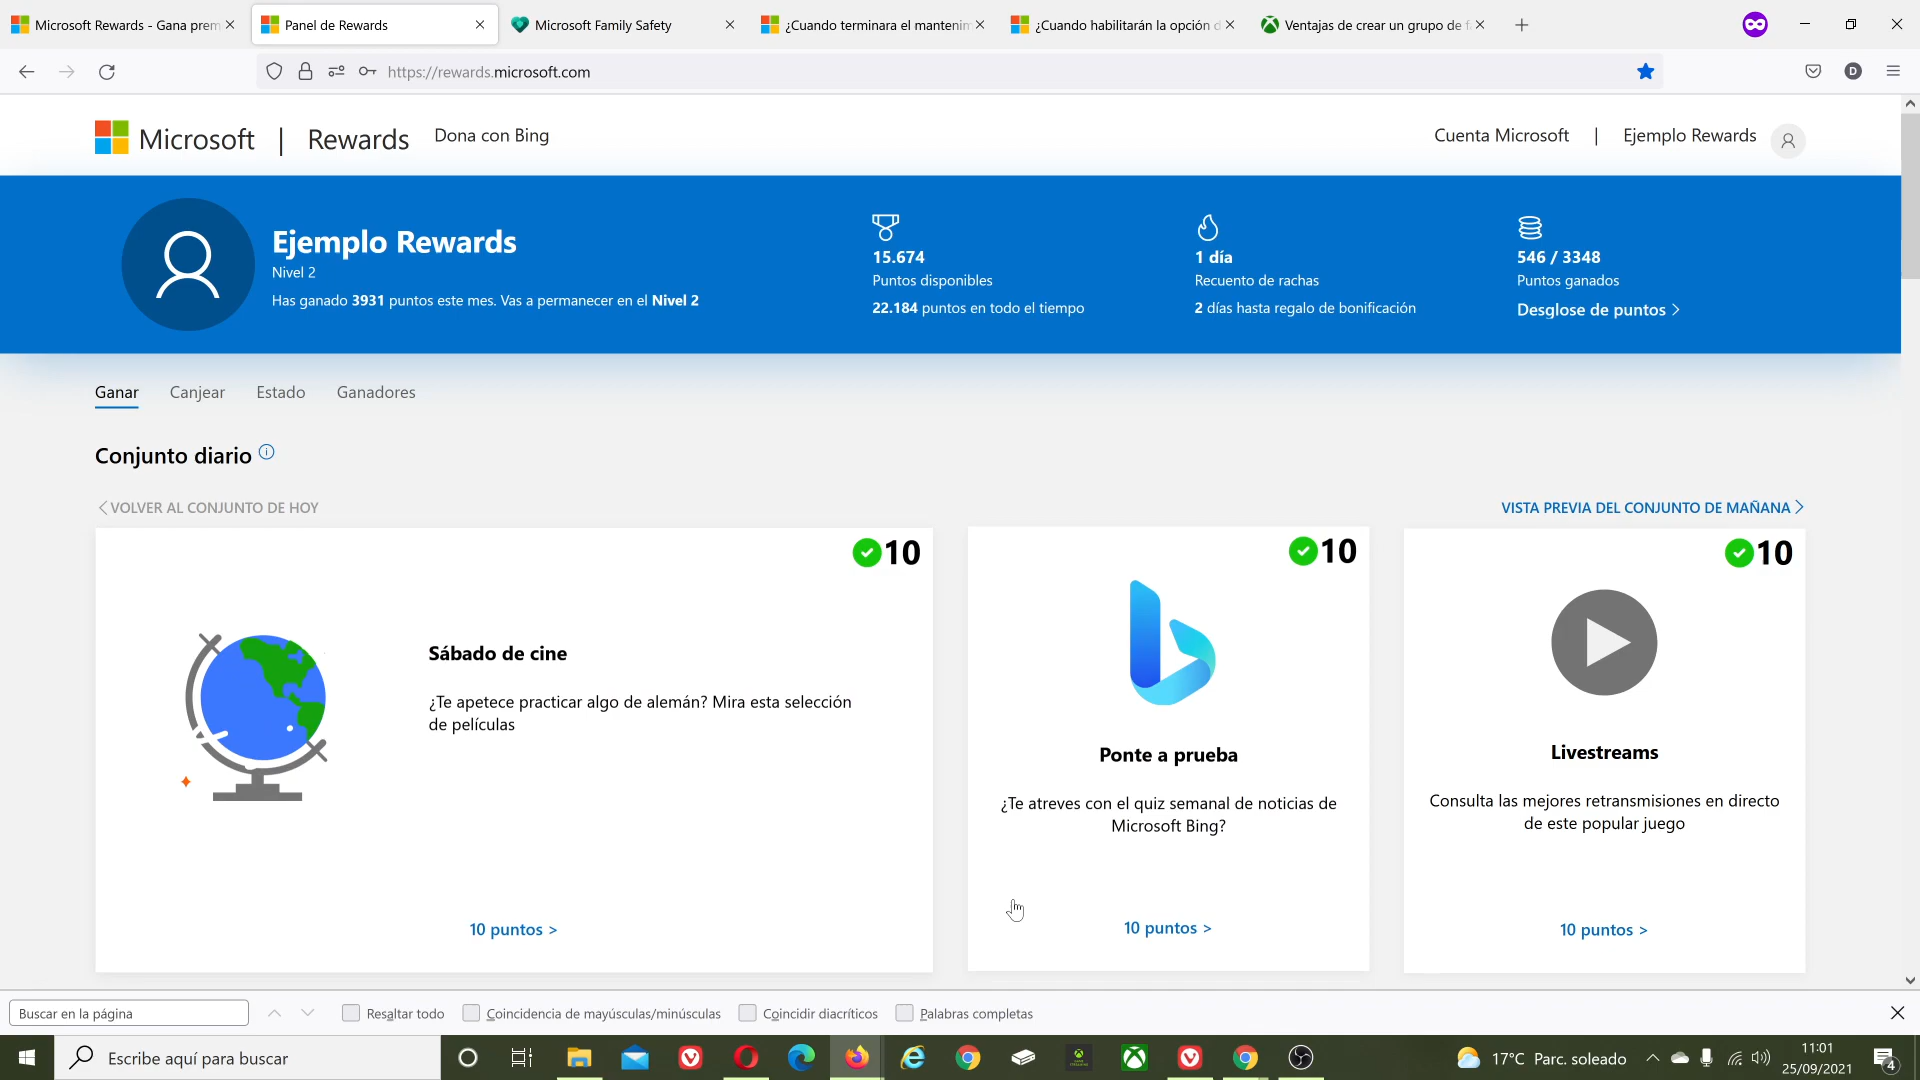 Microsoft Rewards - Gana prem
Panel de Rewards
Microsoft Family Safety
¿Cuando terminara el mantenim
¿Cuando habilitarán la opción d
Ventajas de crear un grupo de f
https://rewards.microsoft.com
D
Microsoft | Rewards
Dona con Bing
Cuenta Microsoft | Ejemplo Rewards
Ejemplo Rewards
Nivel 2
Has ganado 3931 puntos este mes. Vas a permanecer en el Nivel 2
15.674
Puntos disponibles
22.184 puntos en todo el tiempo
1 día
Recuento de rachas
2 días hasta regalo de bonificación
546 / 3348
Puntos ganados
Desglose de puntos >
Ganar
Canjear
Estado
Ganadores
Conjunto diario
< VOLVER AL CONJUNTO DE HOY
VISTA PREVIA DEL CONJUNTO DE MAÑANA >
10
Sábado de cine
¿Te apetece practicar algo de alemán? Mira esta selección
de películas
10 puntos >
10
Ponte a prueba
¿Te atreves con el quiz semanal de noticias de
Microsoft Bing?
10 puntos >
10
Livestreams
Consulta las mejores retransmisiones en directo
de este popular juego
10 puntos >
Buscar en la página
Resaltar todo
Coincidencia de mayúsculas/minúsculas
Coincidir diacríticos
Palabras completas
Escribe aquí para buscar
17°C Parc. soleado
11:01
25/09/2021
4